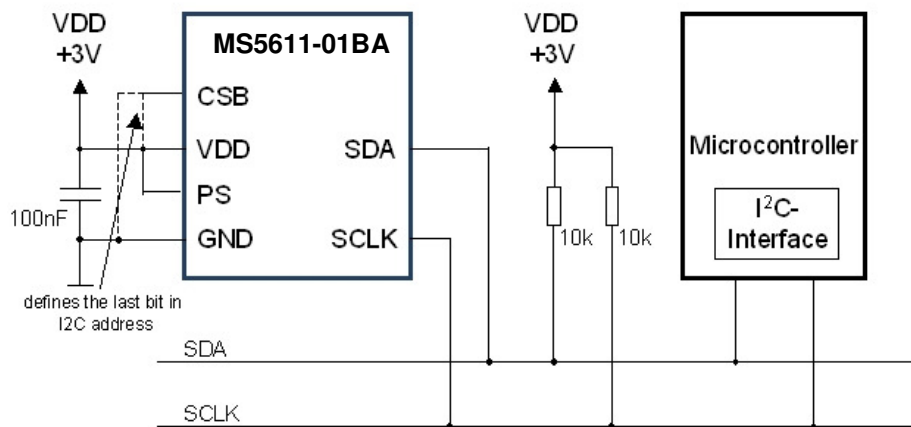 VDD
+3V
MS5611-01BA
CSB
VDD
PS
GND
SDA
SCLK
100nF
defines the last bit in
I2C address
VDD
+3V
10k
10k
Microcontroller
I²C-
Interface
SDA
SCLK